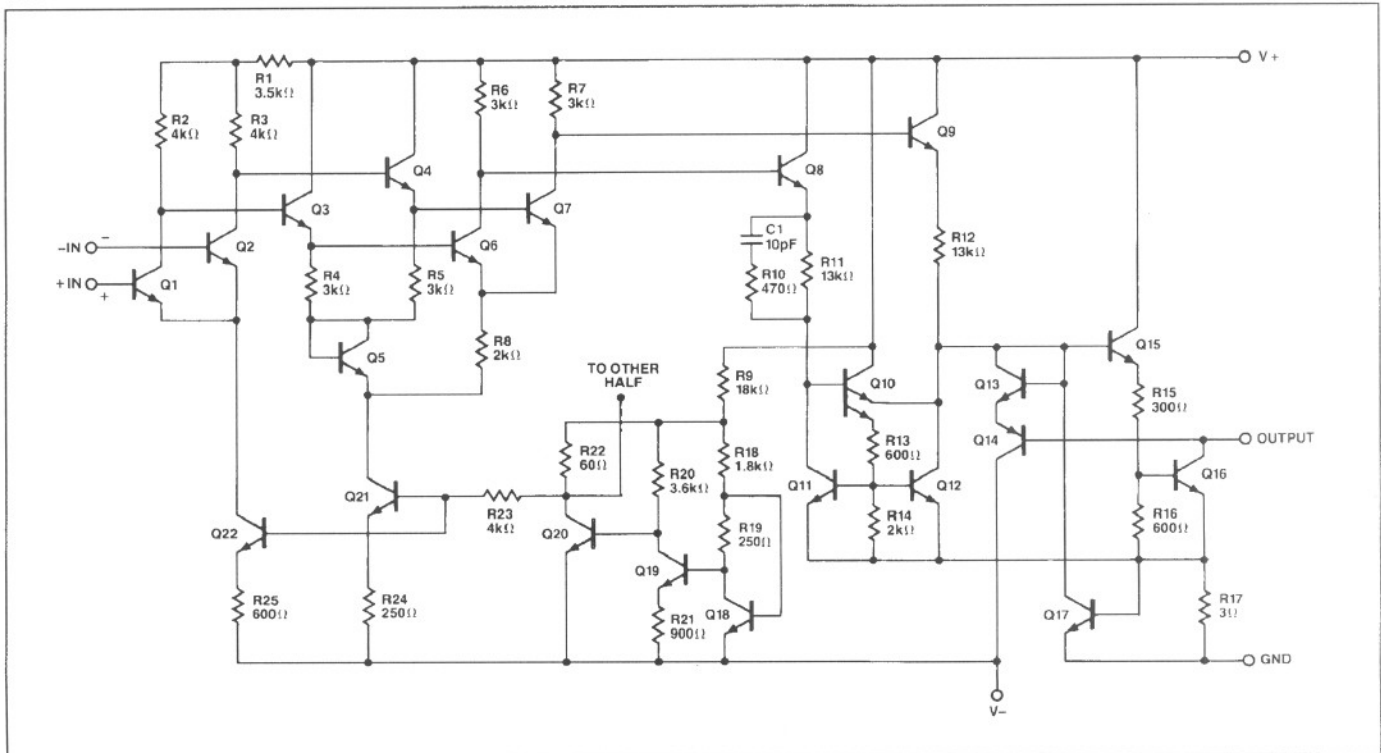 V+
R1
3.5kΩ
R2
4kΩ
R3
4kΩ
R6
3kΩ
R7
3kΩ
Q9
Q4
Q8
Q3
Q7
−IN
−
Q2
Q6
+IN
+
Q1
R4
3kΩ
R5
3kΩ
C1
10pF
R10
470Ω
R11
13kΩ
R12
13kΩ
Q5
R8
2kΩ
TO OTHER
HALF
R9
18kΩ
Q10
Q13
Q15
R15
300Ω
Q14
OUTPUT
R22
60Ω
R20
3.6kΩ
R18
1.8kΩ
R13
600Ω
Q16
Q21
R23
4kΩ
Q11
Q12
Q22
Q20
R19
250Ω
R14
2kΩ
R16
600Ω
Q19
Q18
R25
600Ω
R24
250Ω
R21
900Ω
Q17
R17
3Ω
GND
V−